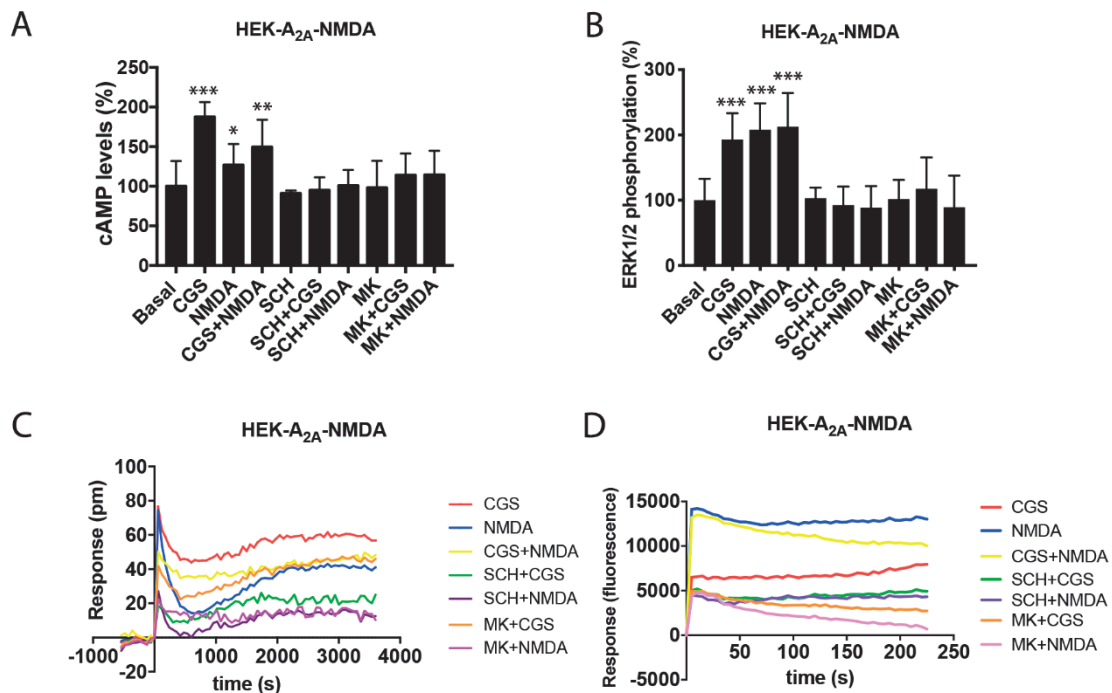 A
HEK-A2A-NMDA
cAMP levels (%)
250
200
150
100
50
0
***
*
**
Basal
CGS
NMDA
CGS+NMDA
SCH
SCH+CGS
SCH+NMDA
MK
MK+CGS
MK+NMDA
B
HEK-A2A-NMDA
ERK1/2 phosphorylation (%)
300
200
100
0
***
***
***
Basal
CGS
NMDA
CGS+NMDA
SCH
SCH+CGS
SCH+NMDA
MK
MK+CGS
MK+NMDA
C
HEK-A2A-NMDA
Response (pm)
100
80
60
40
20
-20
-1000
0
1000
2000
3000
4000
time (s)
CGS
NMDA
CGS+NMDA
SCH+CGS
SCH+NMDA
MK+CGS
MK+NMDA
D
HEK-A2A-NMDA
Response (fluorescence)
15000
10000
5000
0
50
100
150
200
250
time (s)
CGS
NMDA
CGS+NMDA
SCH+CGS
SCH+NMDA
MK+CGS
MK+NMDA